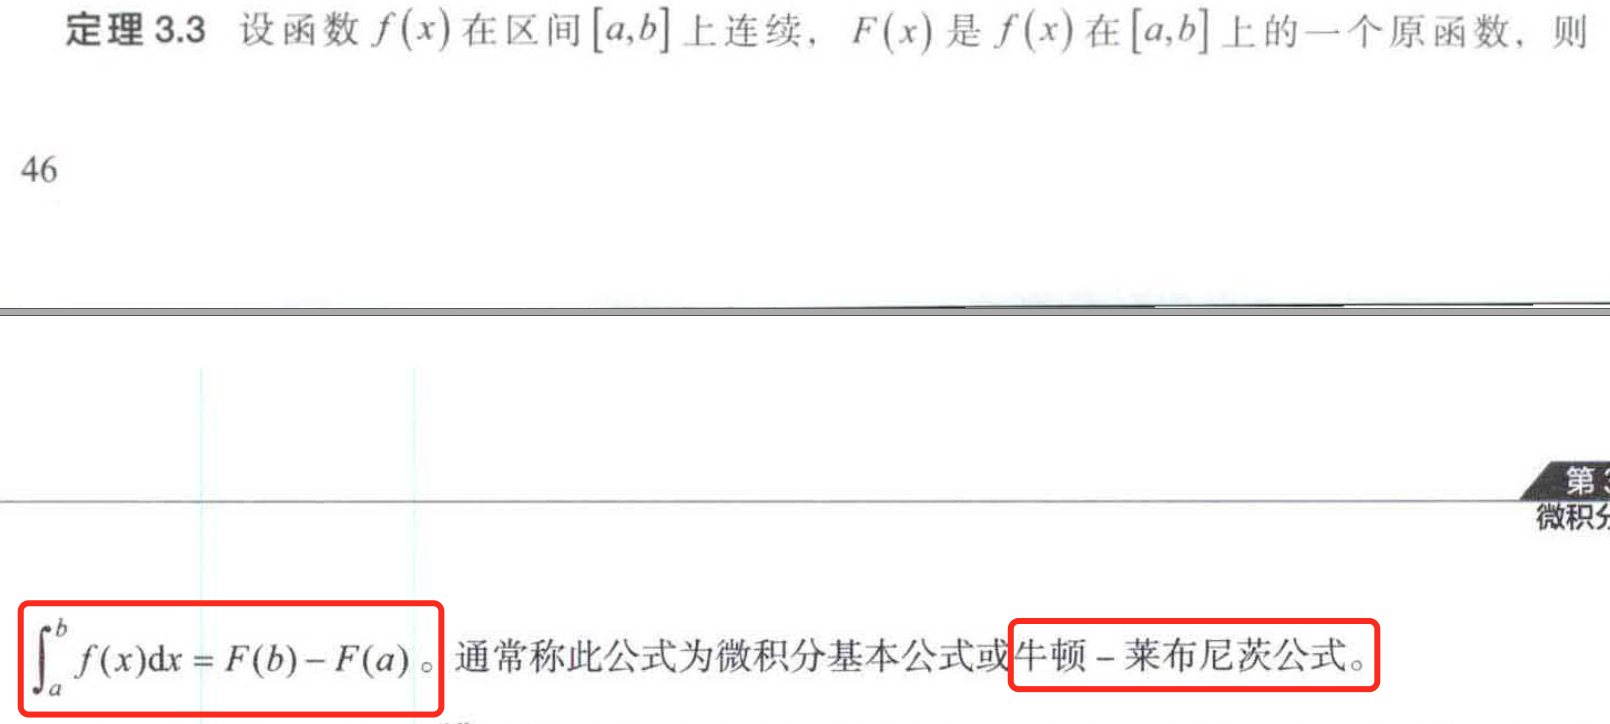 定理 3.3 设函数 f(x) 在区间 [a,b] 上连续, F(x) 是 f(x) 在 [a,b] 上的一个原函数, 则
46
第 3
微积分
∫_a^b f(x)dx = F(b) − F(a) 。通常称此公式为微积分基本公式或牛顿 – 莱布尼茨公式。